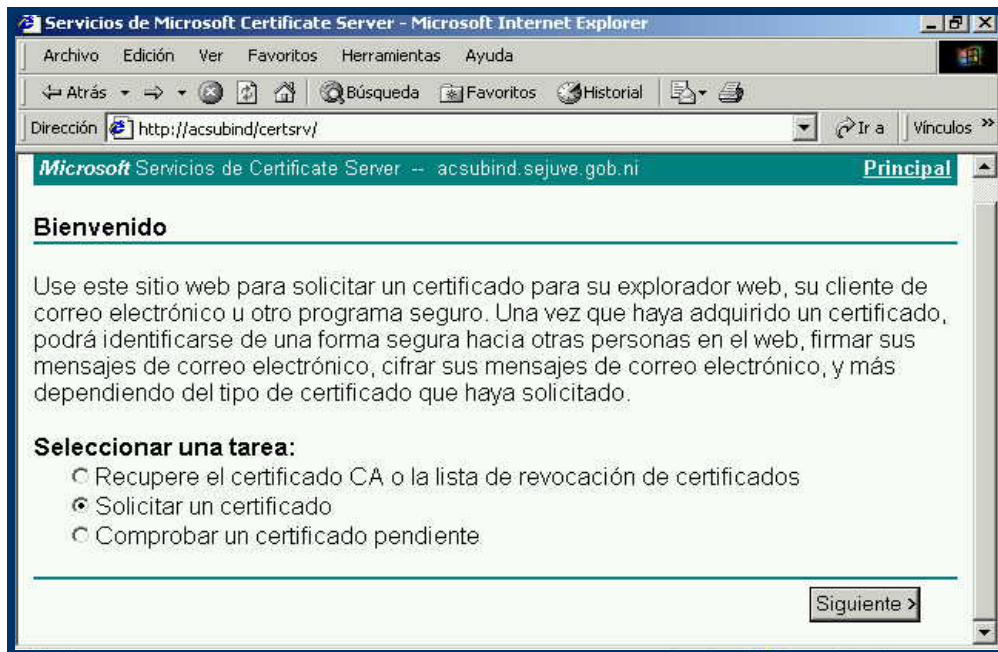 Servicios de Microsoft Certificate Server - Microsoft Internet Explorer
Archivo Edición Ver Favoritos Herramientas Ayuda
Atrás Búsqueda Favoritos Historial
Dirección http://acsubind/certsrv/ Ir a Vínculos »
Microsoft Servicios de Certificate Server -- acsubind.sejuve.gob.ni Principal
Bienvenido
Use este sitio web para solicitar un certificado para su explorador web, su cliente de
correo electrónico u otro programa seguro. Una vez que haya adquirido un certificado,
podrá identificarse de una forma segura hacia otras personas en el web, firmar sus
mensajes de correo electrónico, cifrar sus mensajes de correo electrónico, y más
dependiendo del tipo de certificado que haya solicitado.
Seleccionar una tarea:
Recupere el certificado CA o la lista de revocación de certificados
Solicitar un certificado
Comprobar un certificado pendiente
Siguiente >